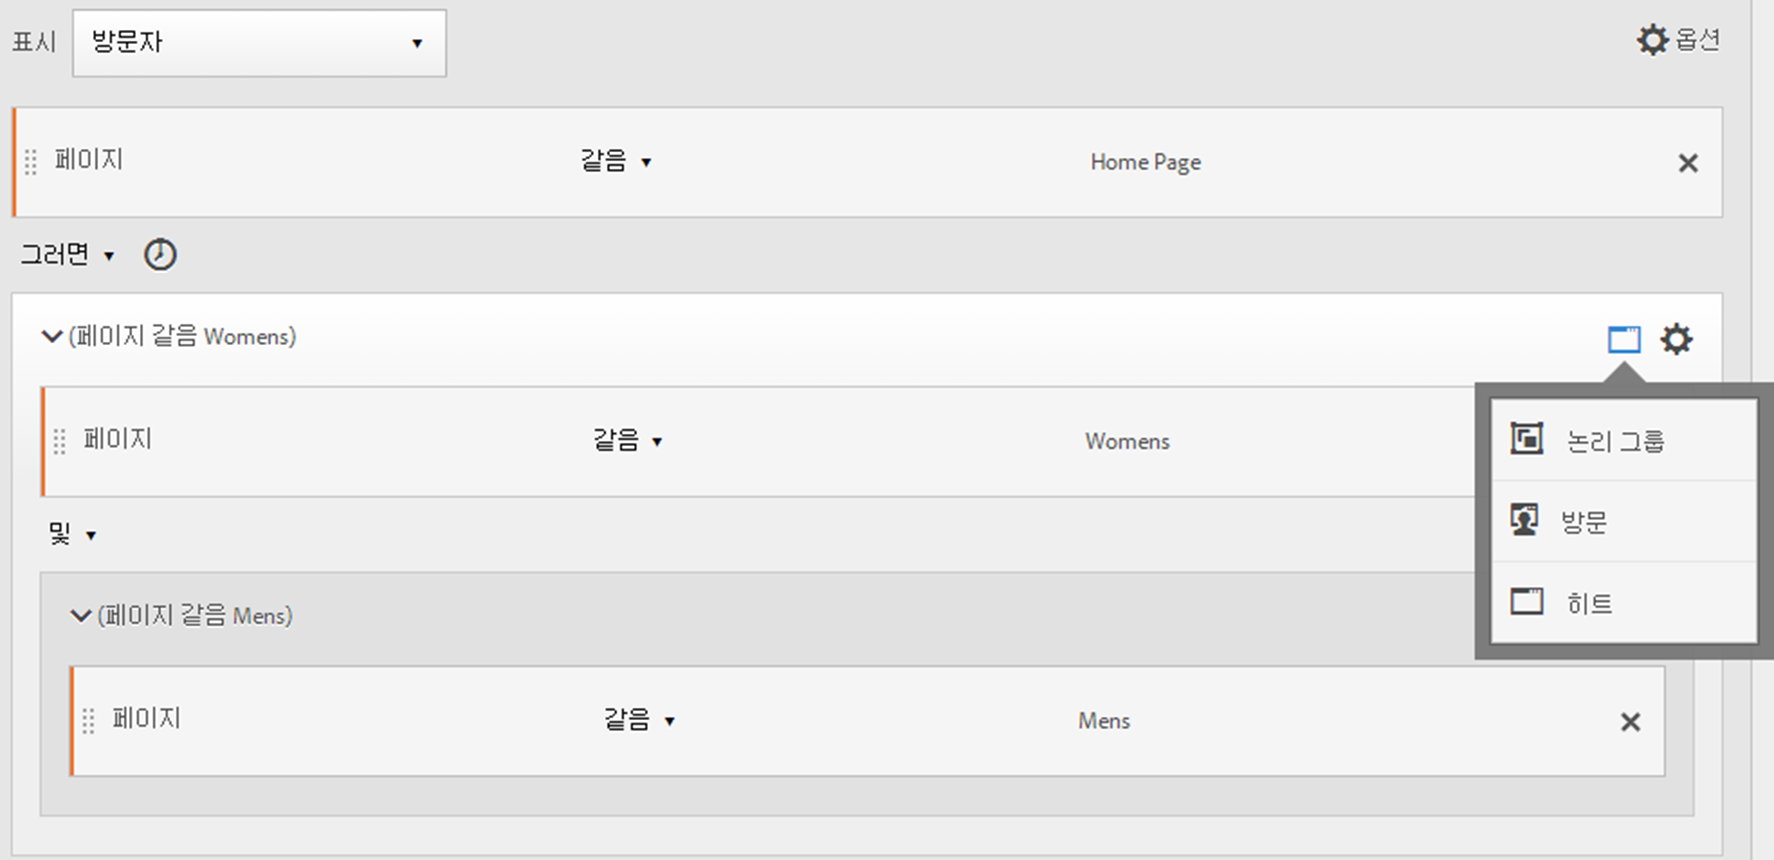 표시 방문자 옵션
페이지 같음 Home Page
그러면
(페이지 같음 Womens)
페이지 같음 Womens
논리 그룹
방문
및
히트
(페이지 같음 Mens)
페이지 같음 Mens